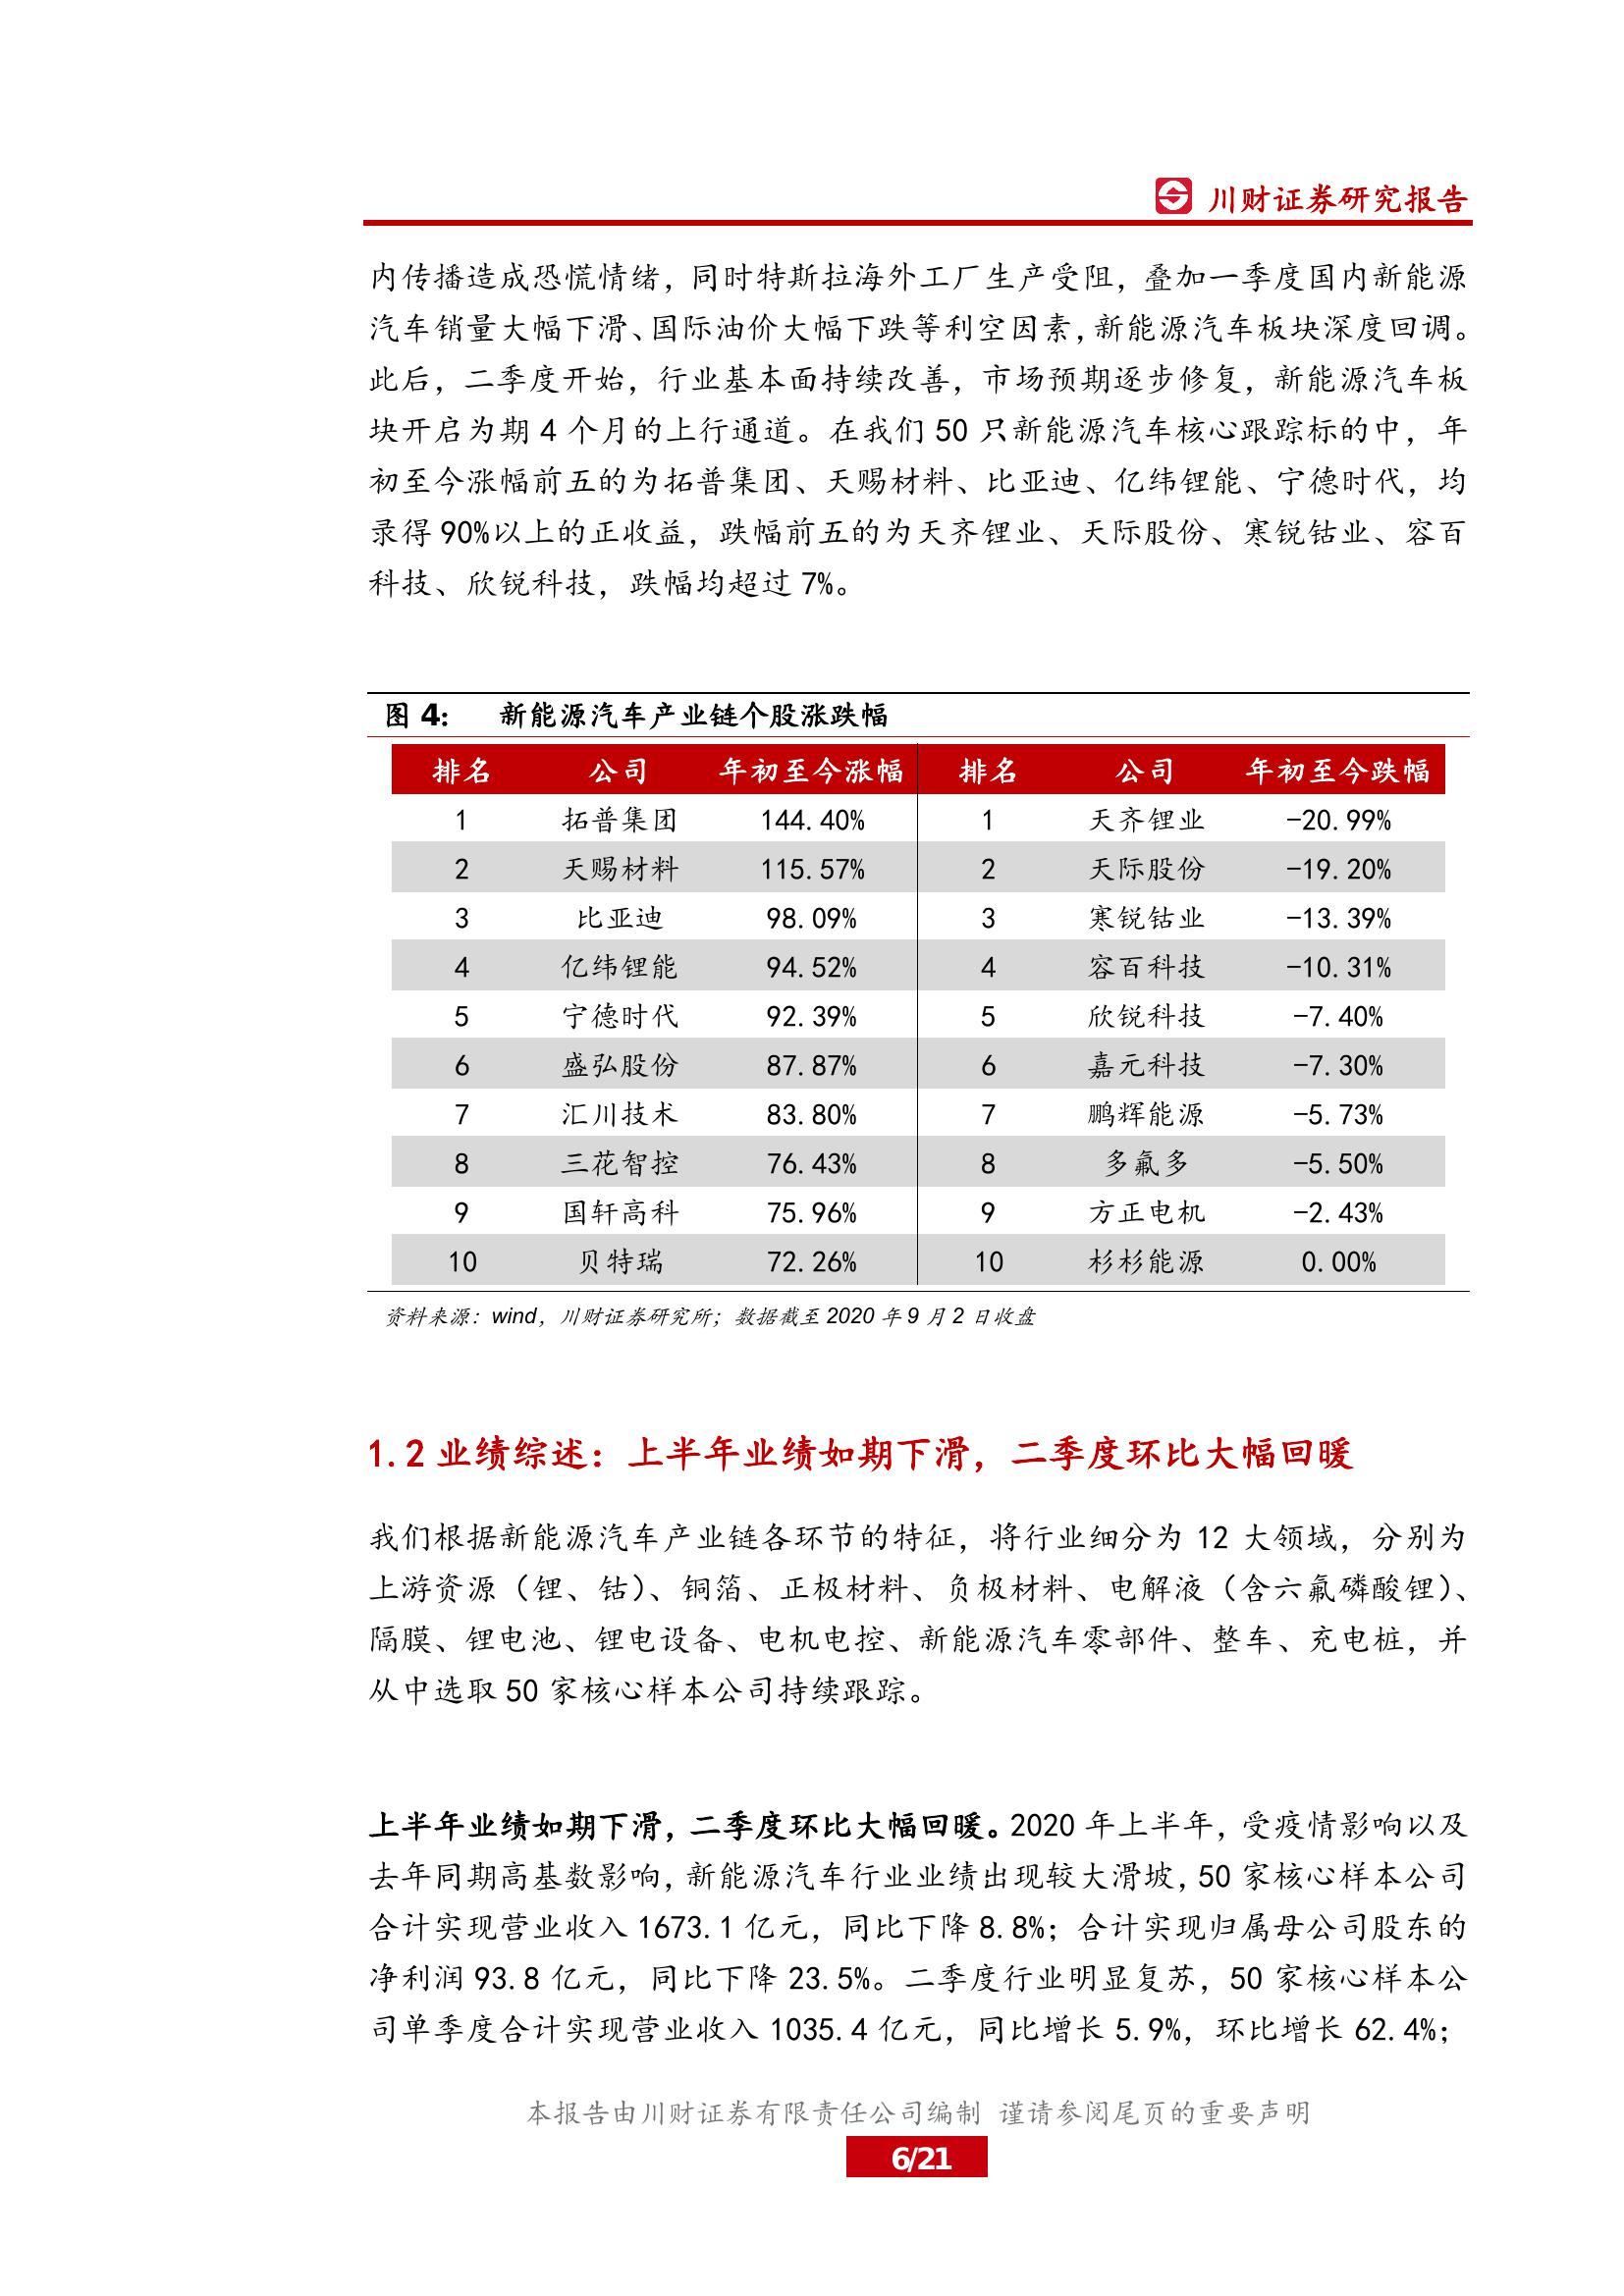 川财证券研究报告
内传播造成恐慌情绪，同时特斯拉海外工厂生产受阻，叠加一季度国内新能源
汽车销量大幅下滑、国际油价大幅下跌等利空因素，新能源汽车板块深度回调。
此后，二季度开始，行业基本面持续改善，市场预期逐步修复，新能源汽车板
块开启为期 4 个月的上行通道。在我们 50 只新能源汽车核心跟踪标的中，年
初至今涨幅前五的为拓普集团、天赐材料、比亚迪、亿纬锂能、宁德时代，均
录得 90%以上的正收益，跌幅前五的为天齐锂业、天际股份、寒锐钴业、容百
科技、欣锐科技，跌幅均超过 7%。
图 4： 新能源汽车产业链个股涨跌幅
排名 公司 年初至今涨幅 排名 公司 年初至今跌幅
1 拓普集团 144.40% 1 天齐锂业 -20.99%
2 天赐材料 115.57% 2 天际股份 -19.20%
3 比亚迪 98.09% 3 寒锐钴业 -13.39%
4 亿纬锂能 94.52% 4 容百科技 -10.31%
5 宁德时代 92.39% 5 欣锐科技 -7.40%
6 盛弘股份 87.87% 6 嘉元科技 -7.30%
7 汇川技术 83.80% 7 鹏辉能源 -5.73%
8 三花智控 76.43% 8 多氟多 -5.50%
9 国轩高科 75.96% 9 方正电机 -2.43%
10 贝特瑞 72.26% 10 杉杉能源 0.00%
资料来源：wind，川财证券研究所；数据截至 2020 年 9 月 2 日收盘
1.2 业绩综述：上半年业绩如期下滑，二季度环比大幅回暖
我们根据新能源汽车产业链各环节的特征，将行业细分为 12 大领域，分别为
上游资源（锂、钴）、铜箔、正极材料、负极材料、电解液（含六氟磷酸锂）、
隔膜、锂电池、锂电设备、电机电控、新能源汽车零部件、整车、充电桩，并
从中选取 50 家核心样本公司持续跟踪。
上半年业绩如期下滑，二季度环比大幅回暖。2020 年上半年，受疫情影响以及
去年同期高基数影响，新能源汽车行业业绩出现较大滑坡，50 家核心样本公司
合计实现营业收入 1673.1 亿元，同比下降 8.8%；合计实现归属母公司股东的
净利润 93.8 亿元，同比下降 23.5%。二季度行业明显复苏，50 家核心样本公
司单季度合计实现营业收入 1035.4 亿元，同比增长 5.9%，环比增长 62.4%；
本报告由川财证券有限责任公司编制 谨请参阅尾页的重要声明
6/21